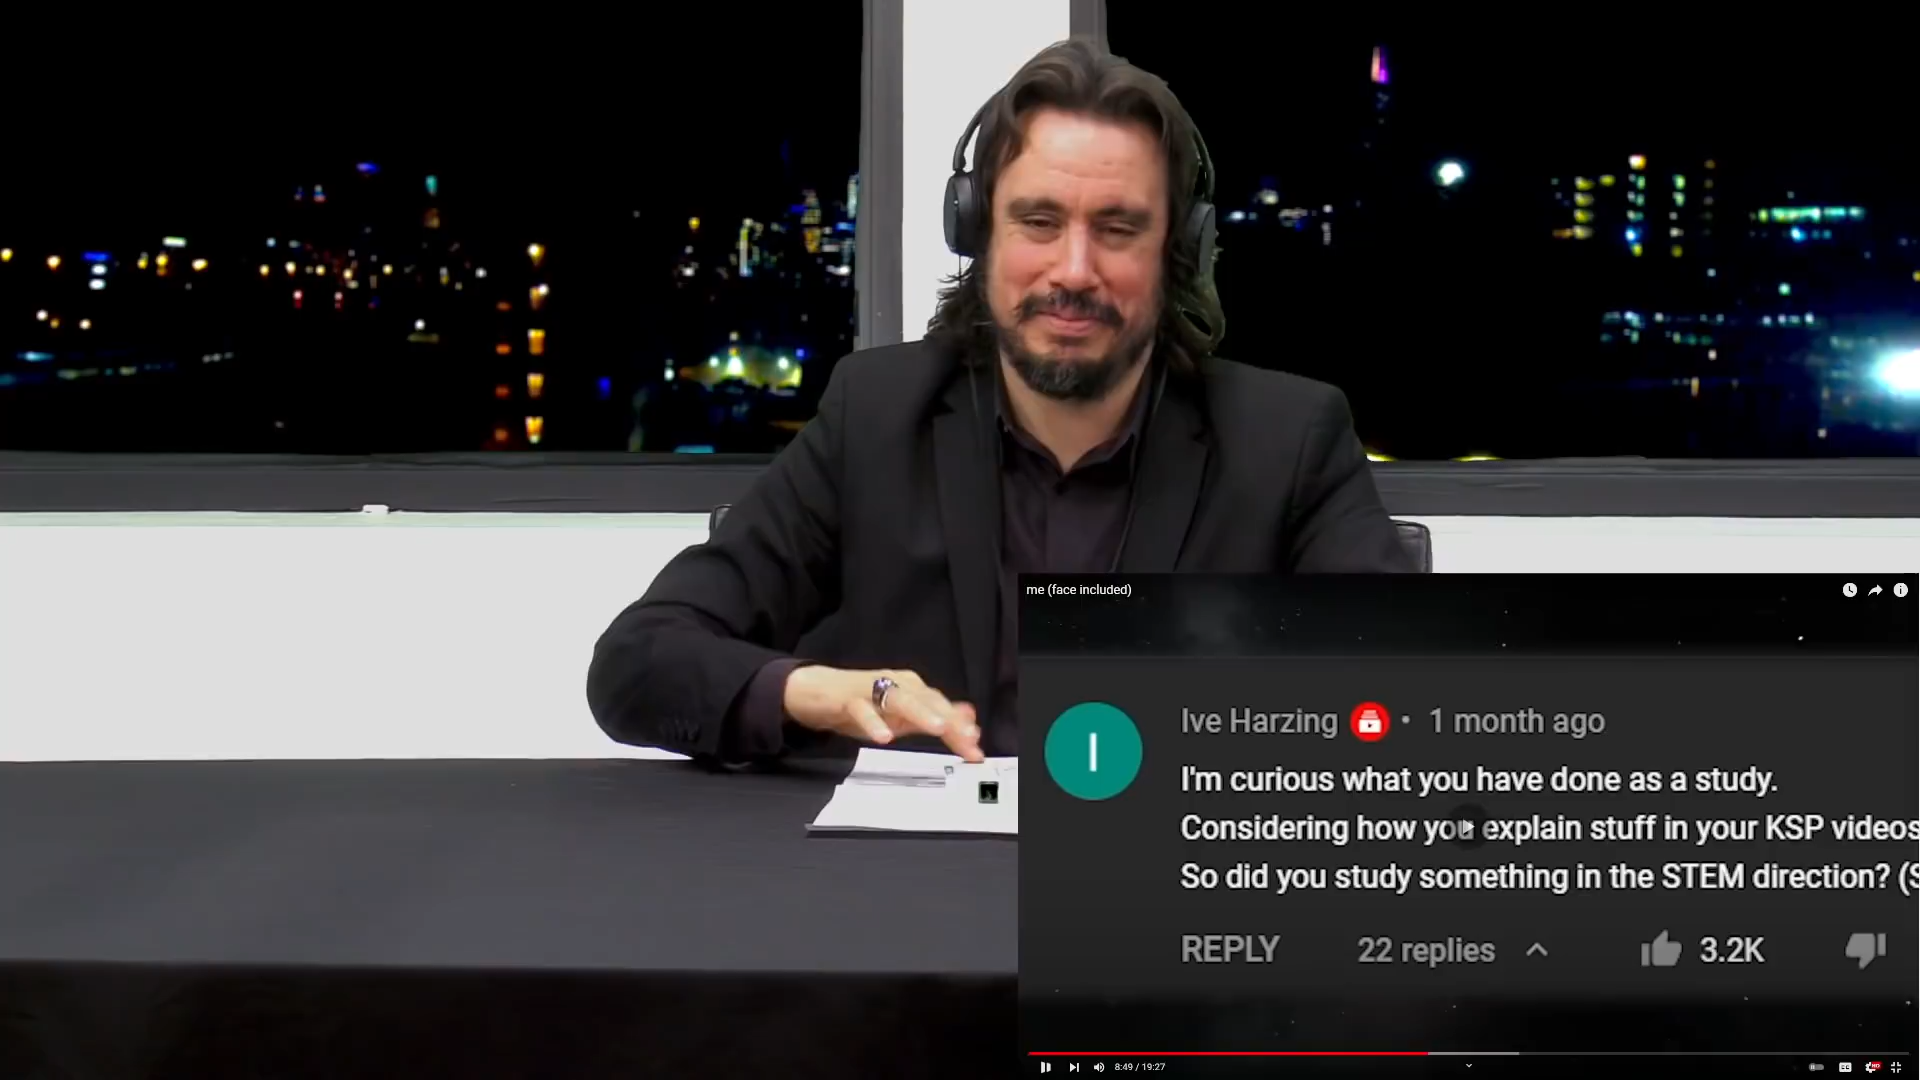 me (face included)
I
Ive Harzing • 1 month ago
I'm curious what you have done as a study.
Considering how you explain stuff in your KSP videos
So did you study something in the STEM direction? (S
REPLY 22 replies 3.2K
8:49 / 19:27